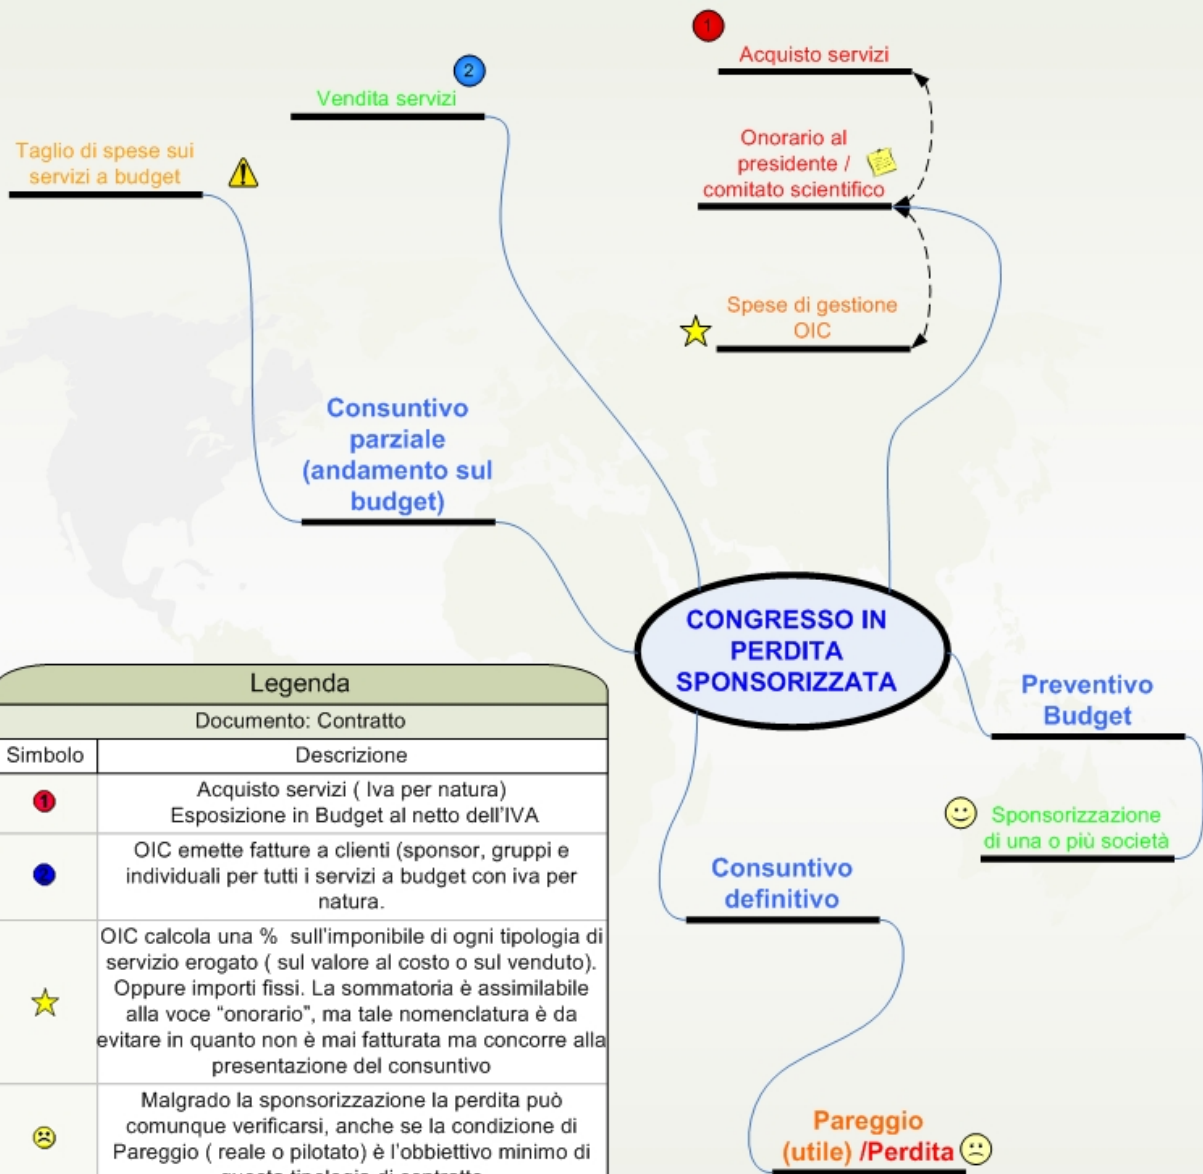 1
Acquisto servizi
2
Vendita servizi
Onorario al
presidente /
comitato scientifico
Taglio di spese sui
servizi a budget
Spese di gestione
OIC
Consuntivo
parziale
(andamento sul
budget)
CONGRESSO IN
PERDITA
SPONSORIZZATA
Preventivo
Budget
Sponsorizzazione
di una o più società
Consuntivo
definitivo
Pareggio
(utile) /Perdita
Legenda
Documento: Contratto
Simbolo Descrizione
1
Acquisto servizi ( Iva per natura)
Esposizione in Budget al netto dell'IVA
2
OIC emette fatture a clienti (sponsor, gruppi e
individuali per tutti i servizi a budget con iva per
natura.
OIC calcola una % sull'imponibile di ogni tipologia di
servizio erogato ( sul valore al costo o sul venduto).
Oppure importi fissi. La sommatoria è assimilabile
alla voce “onorario”, ma tale nomenclatura è da
evitare in quanto non è mai fatturata ma concorre alla
presentazione del consuntivo
Malgrado la sponsorizzazione la perdita può
comunque verificarsi, anche se la condizione di
Pareggio ( reale o pilotato) è l'obbiettivo minimo di